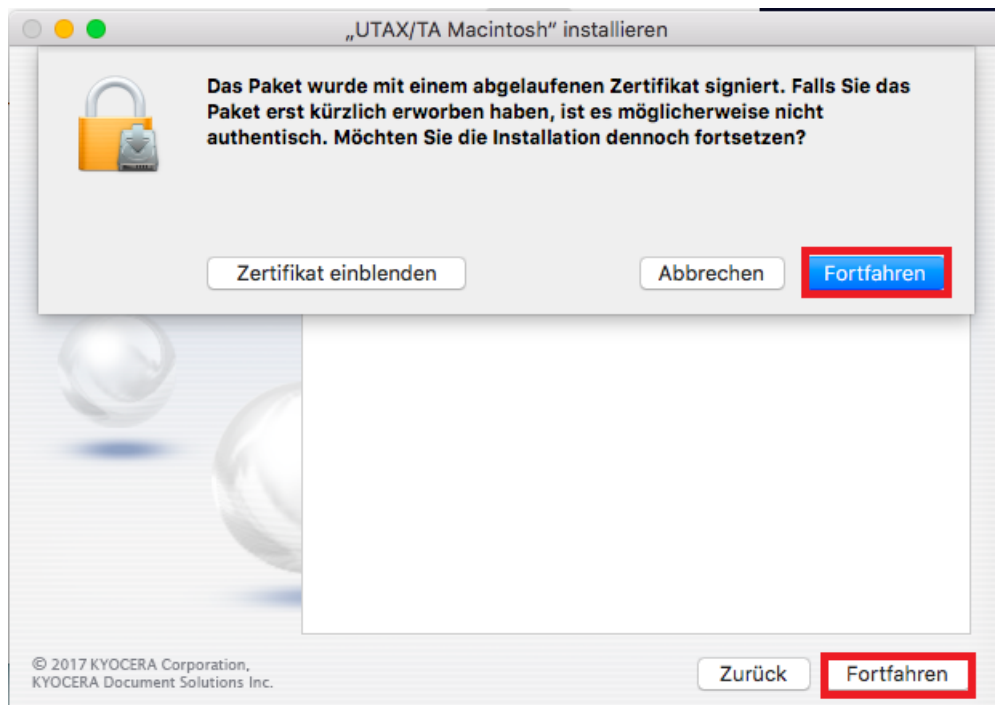 „UTAX/TA Macintosh“ installieren
Das Paket wurde mit einem abgelaufenen Zertifikat signiert. Falls Sie das
Paket erst kürzlich erworben haben, ist es möglicherweise nicht
authentisch. Möchten Sie die Installation dennoch fortsetzen?
Zertifikat einblenden
Abbrechen
Fortfahren
© 2017 KYOCERA Corporation,
KYOCERA Document Solutions Inc.
Zurück
Fortfahren